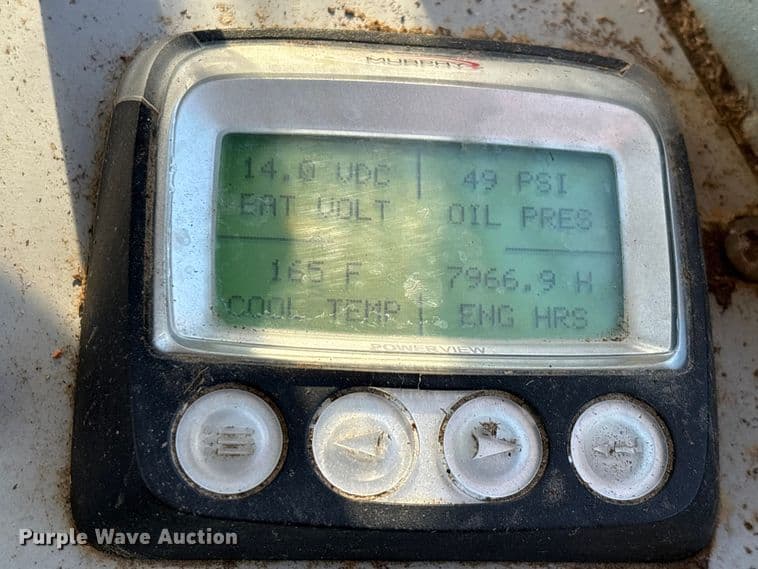 MURPHY
14.0 VDC
BAT VOLT
49 PSI
OIL PRES
165 F
COOL TEMP
7966.9 H
ENG HRS
POWERVIEW
Purple Wave Auction